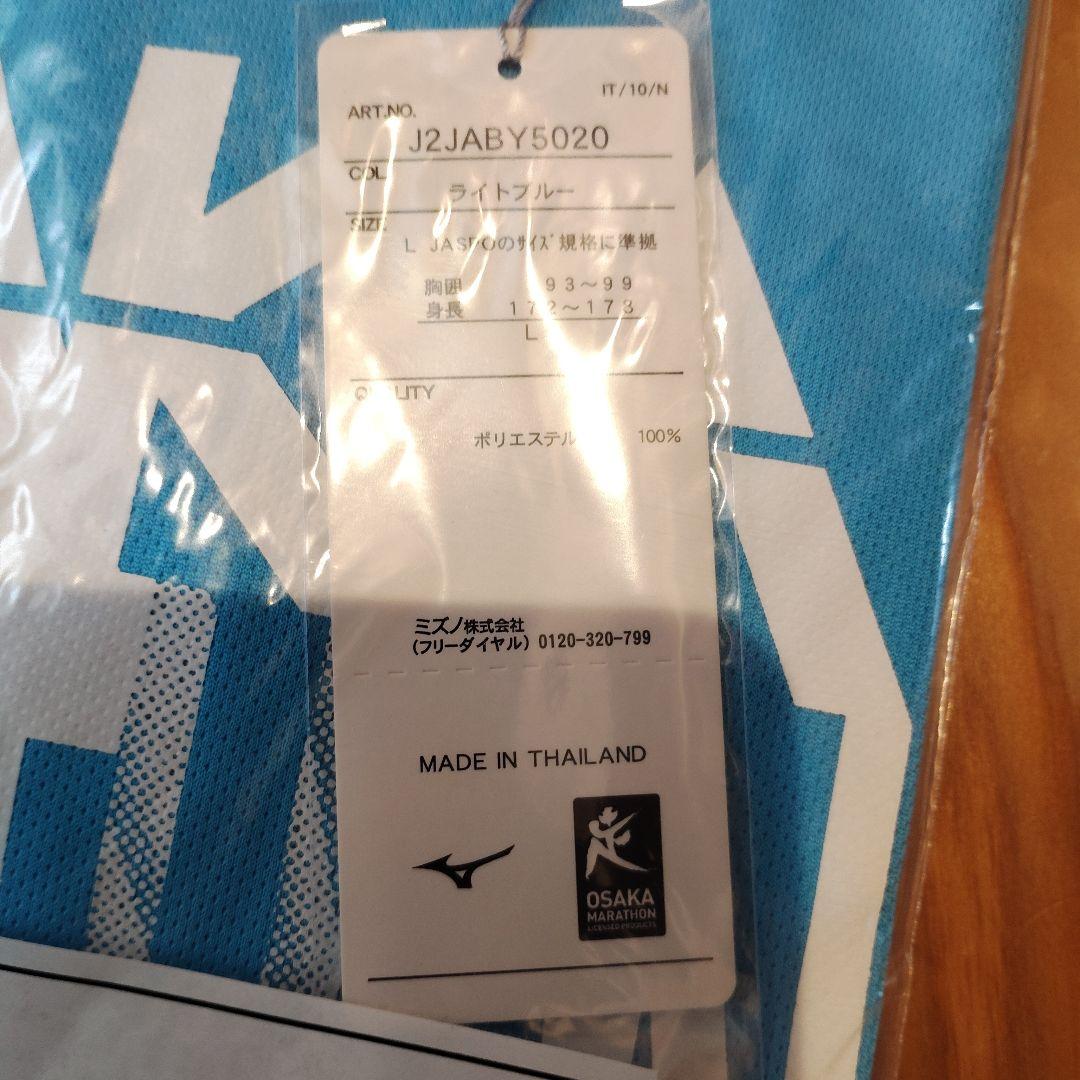 IT/10/N
ART.NO.
J2JABY5020
COL.
ライトブルー
SIZE
L JASPOのｻｲｽﾞ規格に準拠
胸囲 93～99
身長 172～178
L
QUALITY
ポリエステル 100%
ミズノ株式会社
(フリーダイヤル) 0120-320-799
MADE IN THAILAND
OSAKA
MARATHON
LICENSED PRODUCTS